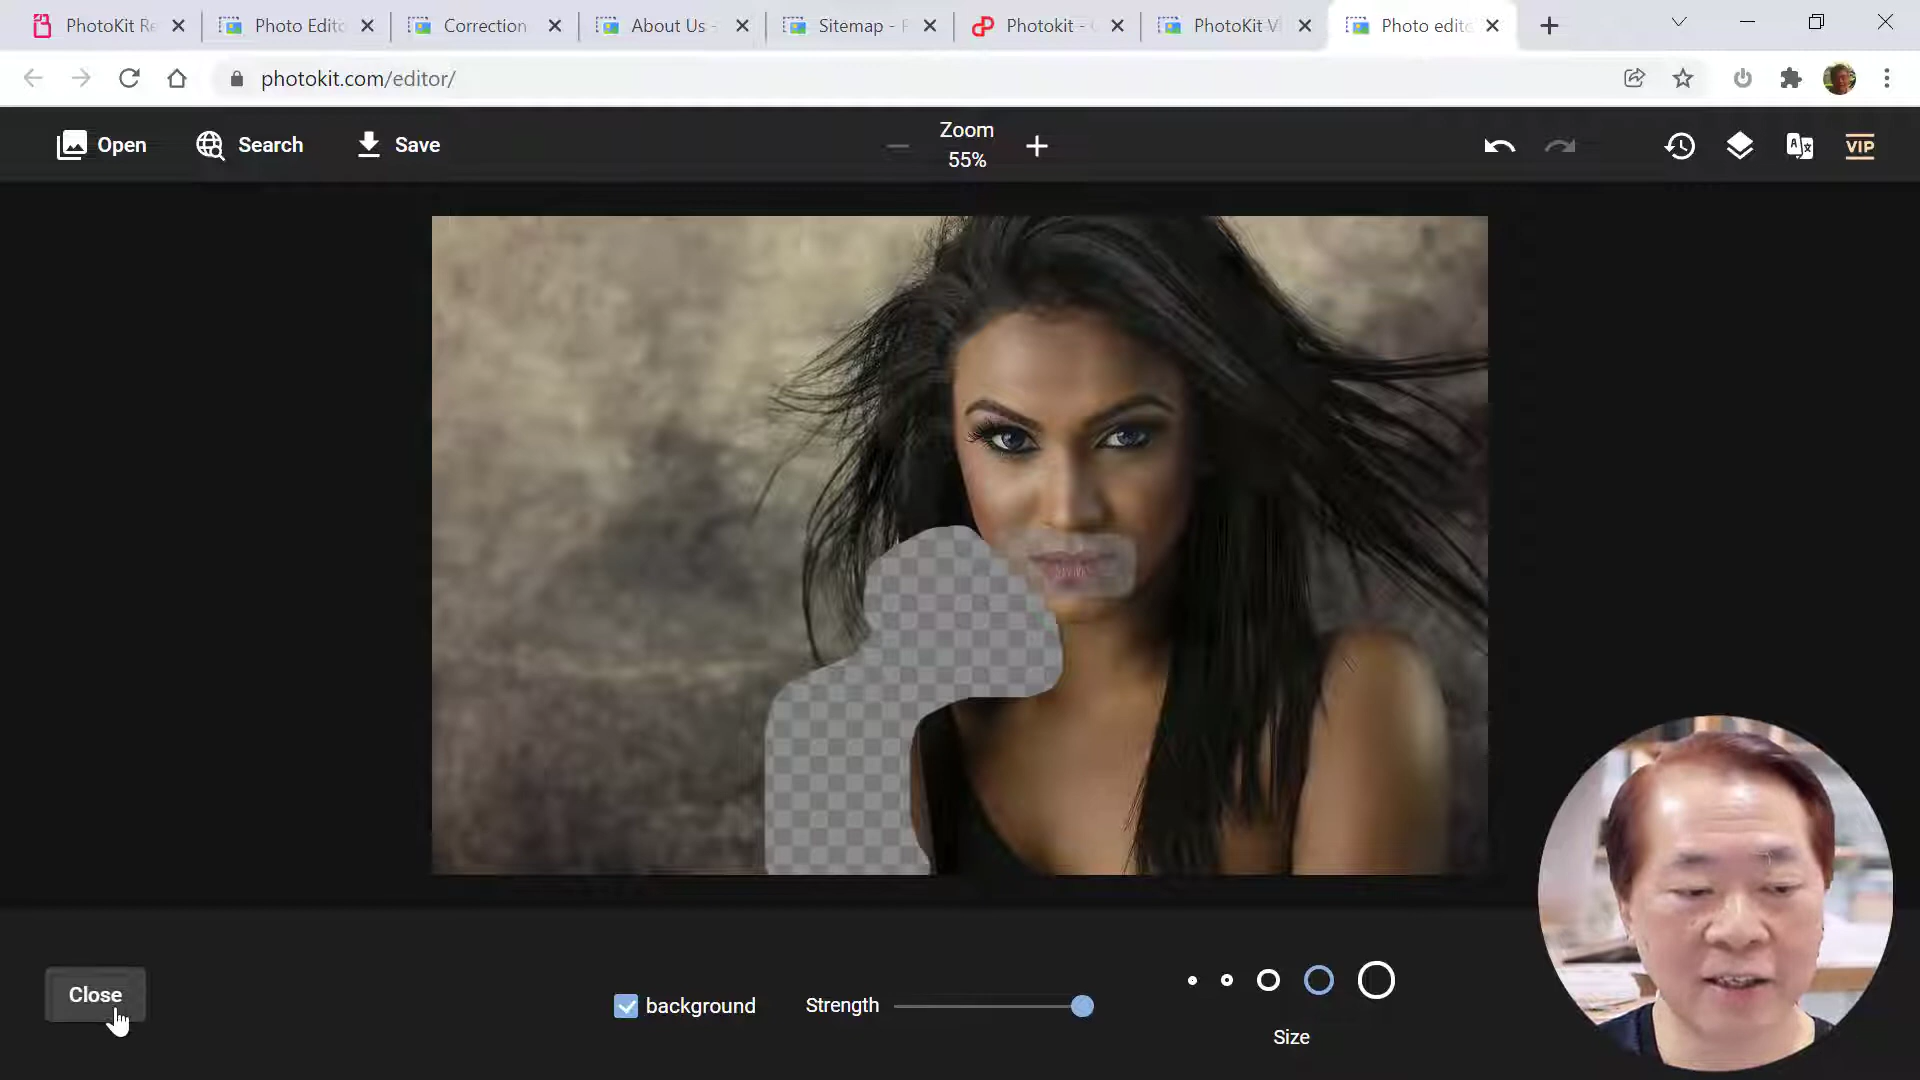 PhotoKit Re
Photo Edito
Correction
About Us -
Sitemap - P
Photokit - C
PhotoKit VI
Photo edito
photokit.com/editor/
Open
Search
Save
Zoom
55%
VIP
Close
background
Strength
Size